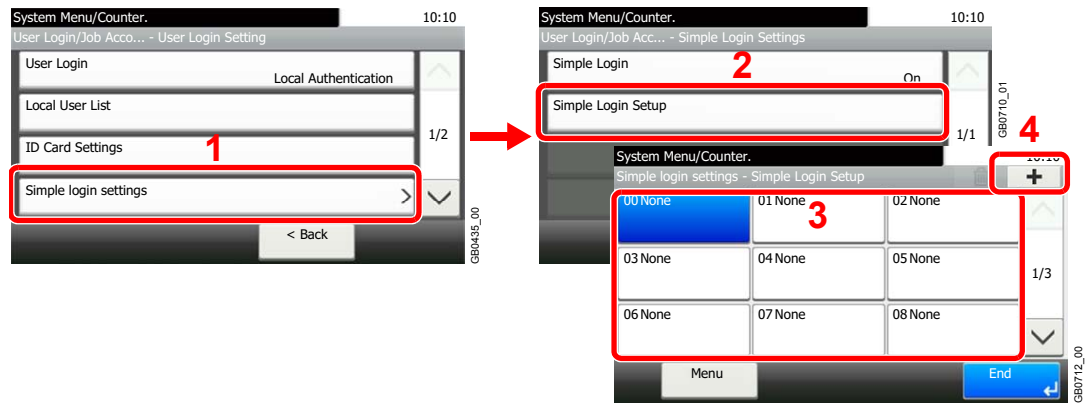 System Menu/Counter. 10:10
User Login/Job Acco... - User Login Setting
User Login
Local Authentication
Local User List
1/2
ID Card Settings
1
Simple login settings >
< Back
GB0435_00
System Menu/Counter. 10:10
User Login/Job Acc... - Simple Login Settings
Simple Login
2
On
Simple Login Setup
1/1
GB0710_01
4
System Menu/Counter. 10:10
Simple login settings - Simple Login Setup
+
00 None 01 None 02 None
3
03 None 04 None 05 None
1/3
06 None 07 None 08 None
Menu End
GB0712_00